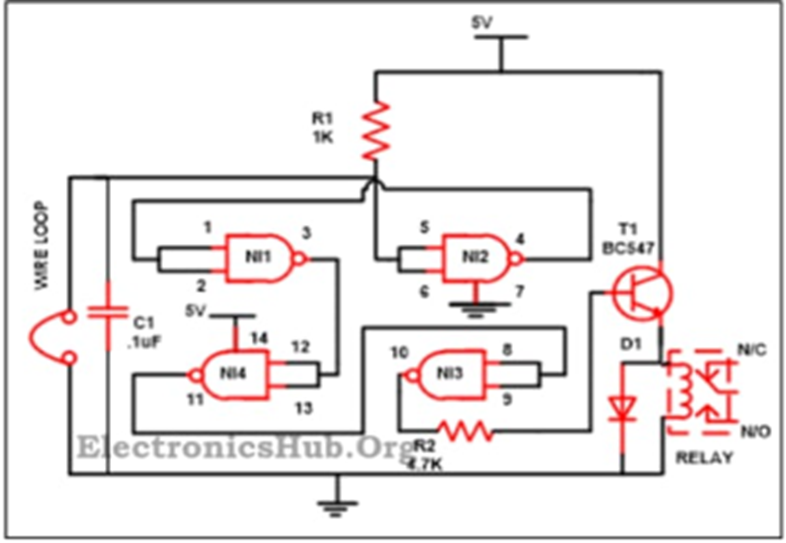 5V
R1
1K
WIRE LOOP
1
3
NI1
2
5
4
NI2
6
7
T1
BC547
5V
C1
.1uF
14
12
NI4
11
13
10
8
NI3
9
D1
N/C
N/O
RELAY
ElectronicsHub.Org
R2
4.7K